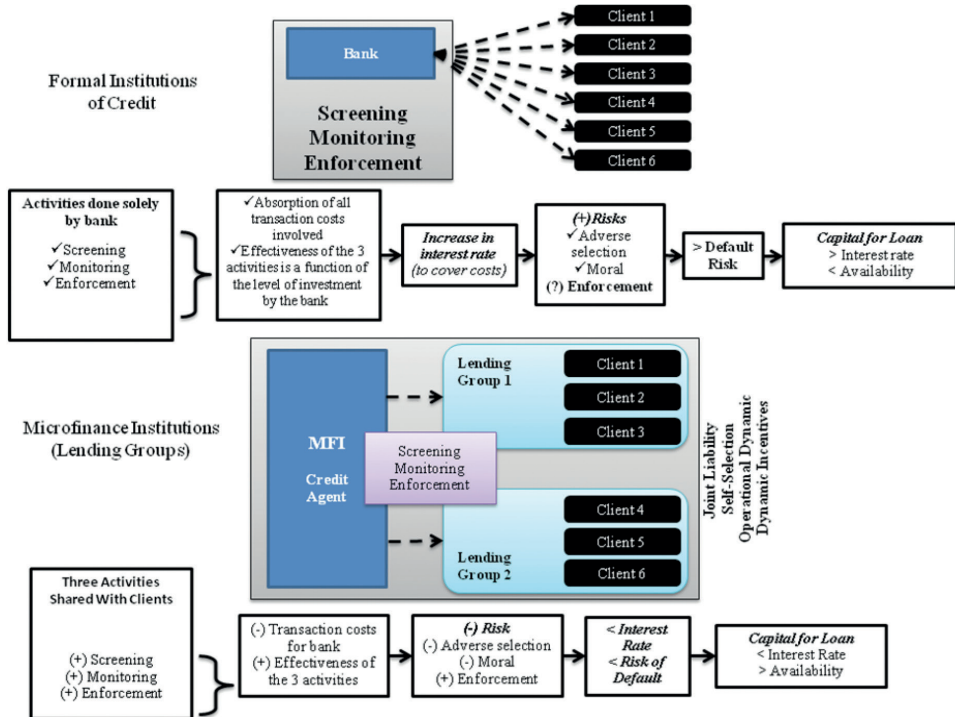 Formal Institutions
of Credit
Bank
Screening
Monitoring
Enforcement
Client 1
Client 2
Client 3
Client 4
Client 5
Client 6
Activities done solely
by bank
✓Screening
✓Monitoring
✓Enforcement
✓Absorption of all
transaction costs
involved
✓Effectiveness of the 3
activities is a function of
the level of investment
by the bank
Increase in
interest rate
(to cover costs)
(+)Risks
✓Adverse
selection
✓Moral
(?) Enforcement
> Default
Risk
Capital for Loan
> Interest rate
< Availability
Microfinance Institutions
(Lending Groups)
MFI
Credit
Agent
Screening
Monitoring
Enforcement
Lending
Group 1
Client 1
Client 2
Client 3
Lending
Group 2
Client 4
Client 5
Client 6
Joint Liability
Self-Selection
Operational Dynamic
Dynamic Incentives
Three Activities
Shared With Clients
(+) Screening
(+) Monitoring
(+) Enforcement
(-) Transaction costs
for bank
(+) Effectiveness of
the 3 activities
(-) Risk
(-) Adverse selection
(-) Moral
(+) Enforcement
< Interest
Rate
< Risk of
Default
Capital for Loan
< Interest Rate
> Availability